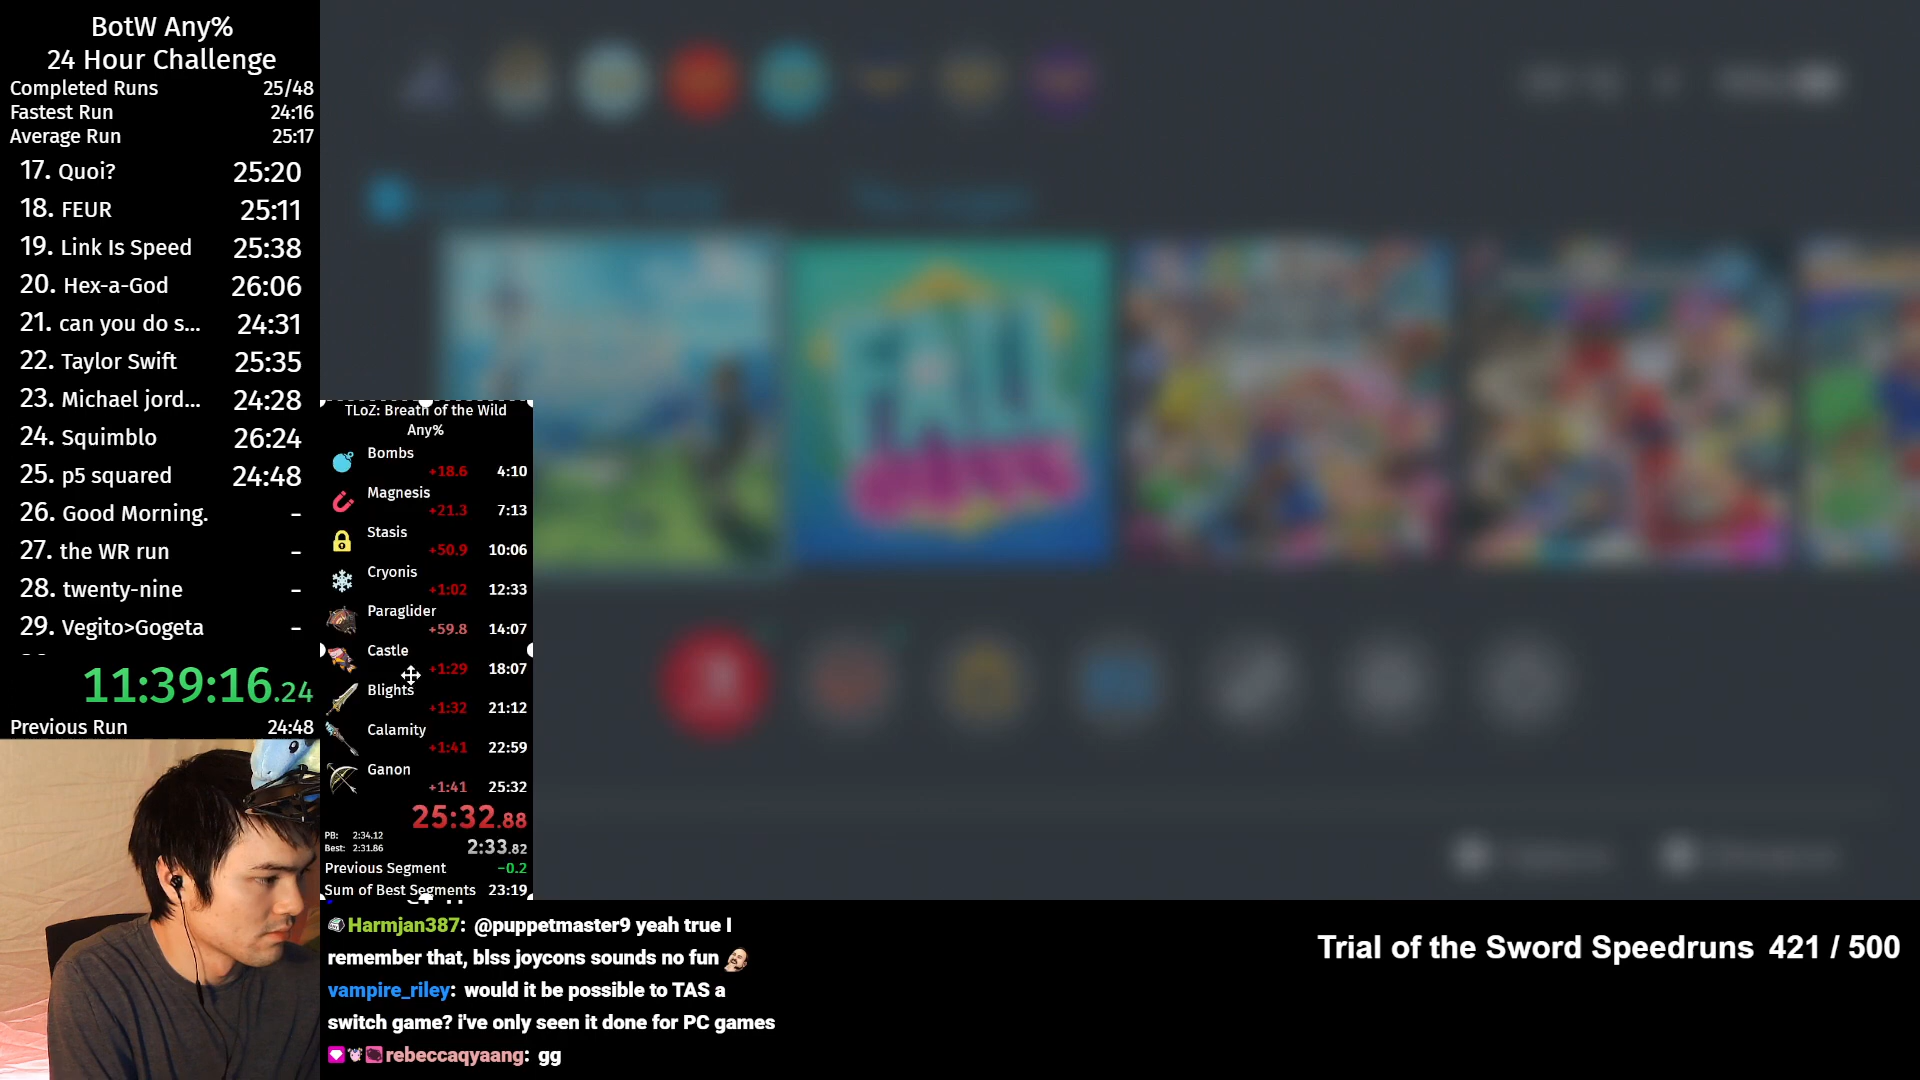 BotW Any%
24 Hour Challenge
Completed Runs 25/48
Fastest Run 24:16
Average Run 25:17
17. Quoi? 25:20
18. FEUR 25:11
19. Link Is Speed 25:38
20. Hex-a-God 26:06
21. can you do s... 24:31
22. Taylor Swift 25:35
23. Michael jord... 24:28
24. Squimblo 26:24
25. p5 squared 24:48
26. Good Morning. -
27. the WR run -
28. twenty-nine -
29. Vegito>Gogeta -
11:39:16.24
Previous Run 24:48
TLoZ: Breath of the Wild
Any%
Bombs
+18.6 4:10
Magnesis
+21.3 7:13
Stasis
+50.9 10:06
Cryonis
+1:02 12:33
Paraglider
+59.8 14:07
Castle
+1:29 18:07
Blights
+1:32 21:12
Calamity
+1:41 22:59
Ganon
+1:41 25:32
25:32.88
PB: 2:34.12
Best: 2:31.86
2:33.82
Previous Segment -0.2
Sum of Best Segments 23:19
FALL
GUYS
Harmjan387: @puppetmaster9 yeah true I
remember that, blss joycons sounds no fun
vampire_riley: would it be possible to TAS a
switch game? i've only seen it done for PC games
rebeccaqyaang: gg
Trial of the Sword Speedruns 421 / 500